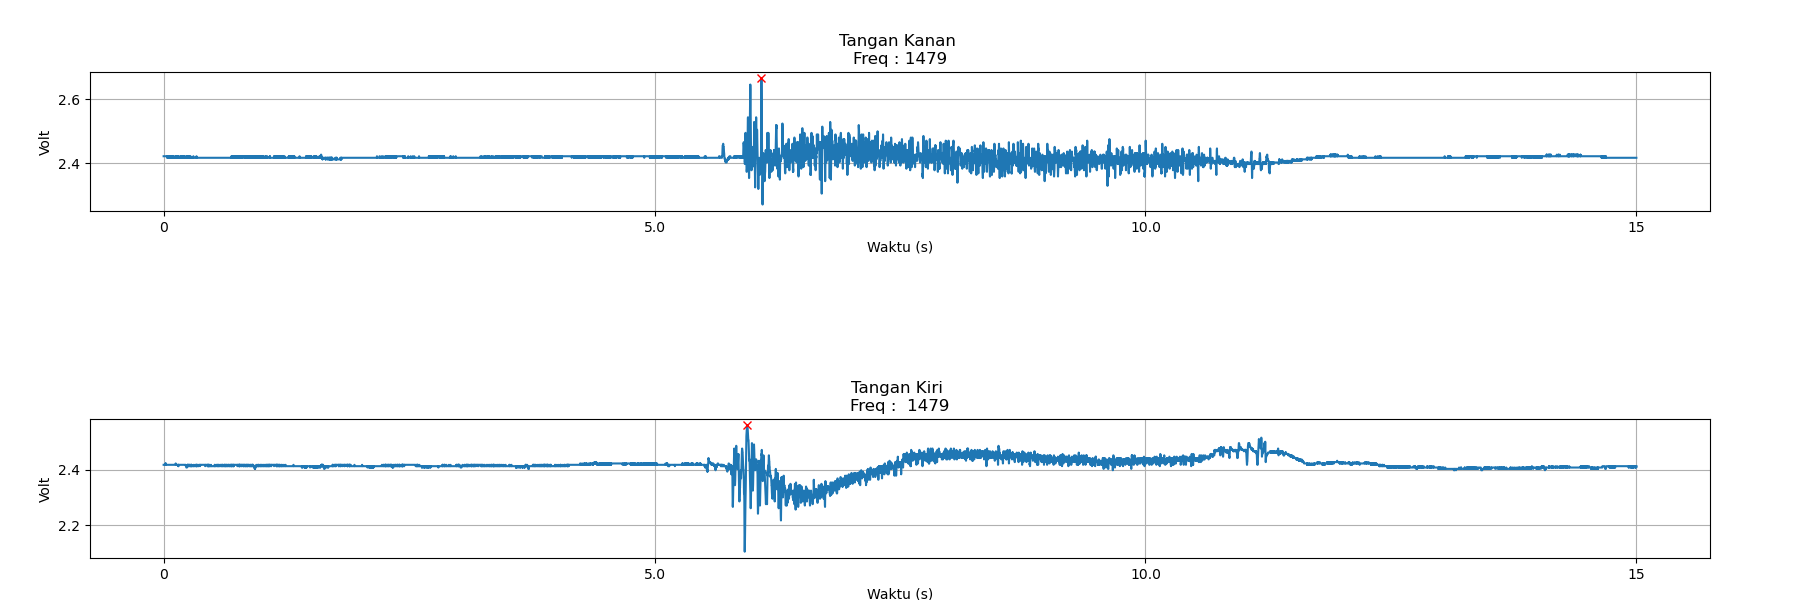 Tangan Kanan
Freq : 1479
Volt
2.6
2.4
0 5.0 10.0 15
Waktu (s)
Tangan Kiri
Freq :  1479
Volt
2.4
2.2
0 5.0 10.0 15
Waktu (s)